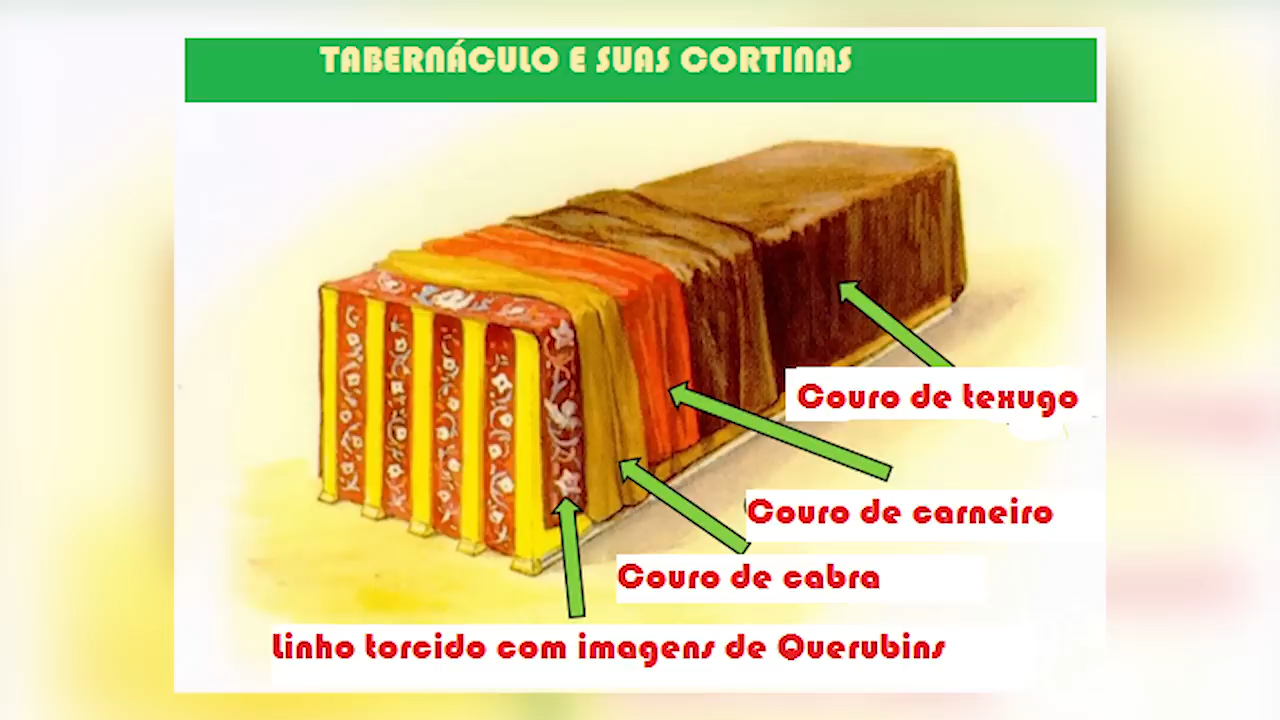 TABERNÁCULO E SUAS CORTINAS
Couro de texugo
Couro de carneiro
Couro de cabra
Linho torcido com imagens de Querubins